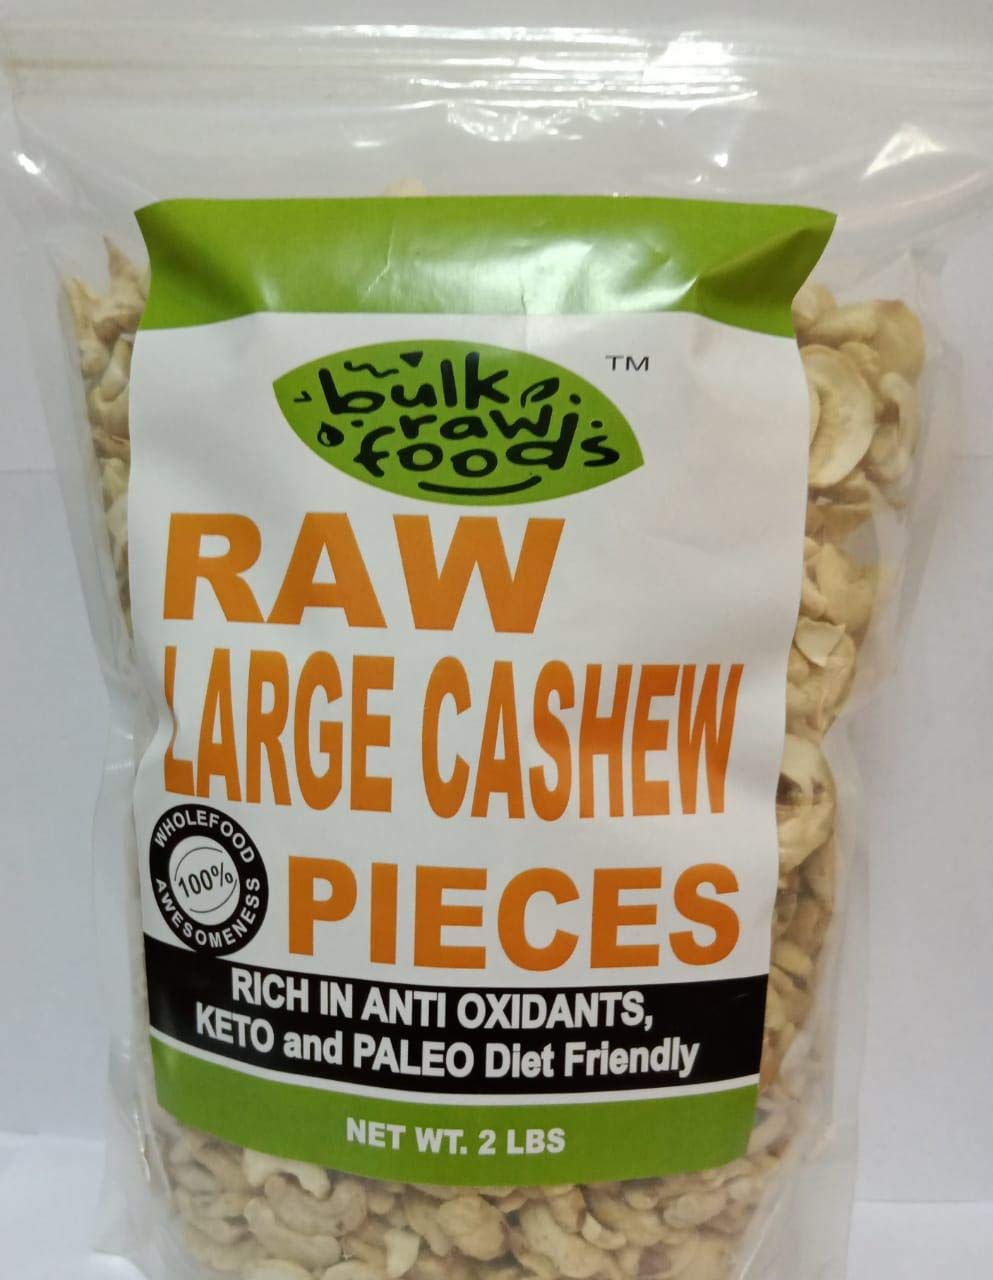 bulk
raw
foods
TM
RAW
LARGE CASHEW
PIECES
WHOLEFOOD
100%
AWESOMENESS
RICH IN ANTI OXIDANTS,
KETO and PALEO Diet Friendly
NET WT. 2 LBS